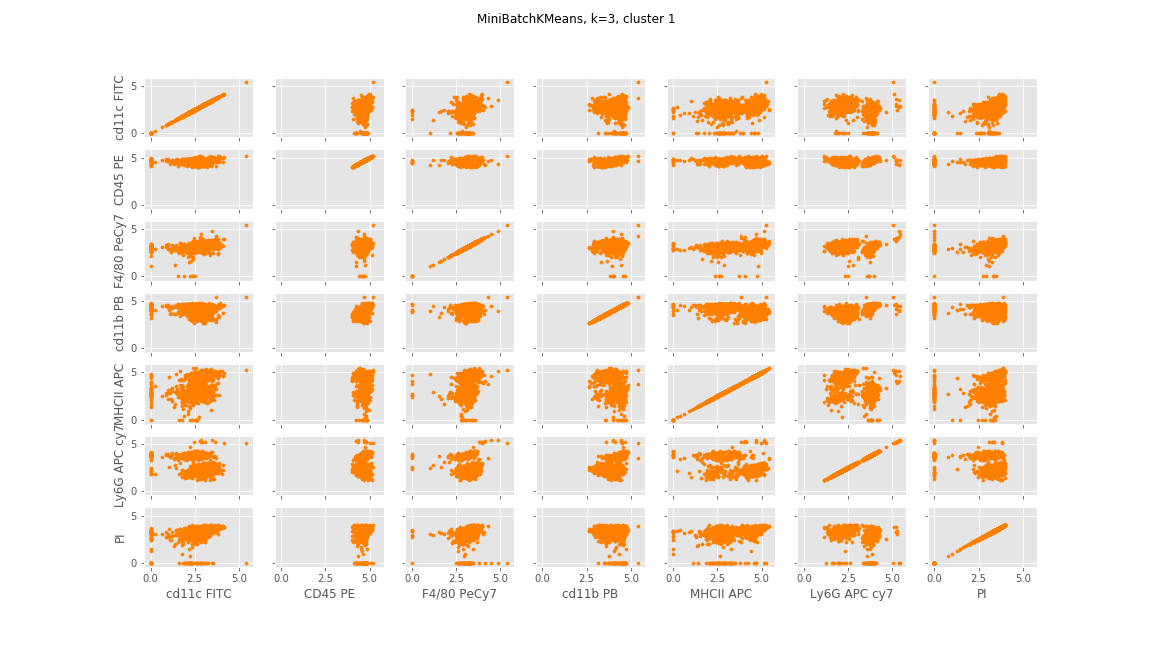 MiniBatchKMeans, k=3, cluster 1
cd11c FITC
5
0
CD45 PE
5
0
F4/80 PeCy7
5
0
cd11b PB
5
0
MHCII APC
5
0
Ly6G APC cy7
5
0
PI
5
0
0.0 2.5 5.0 0.0 2.5 5.0 0.0 2.5 5.0 0.0 2.5 5.0 0.0 2.5 5.0 0.0 2.5 5.0 0.0 2.5 5.0
cd11c FITC CD45 PE F4/80 PeCy7 cd11b PB MHCII APC Ly6G APC cy7 PI